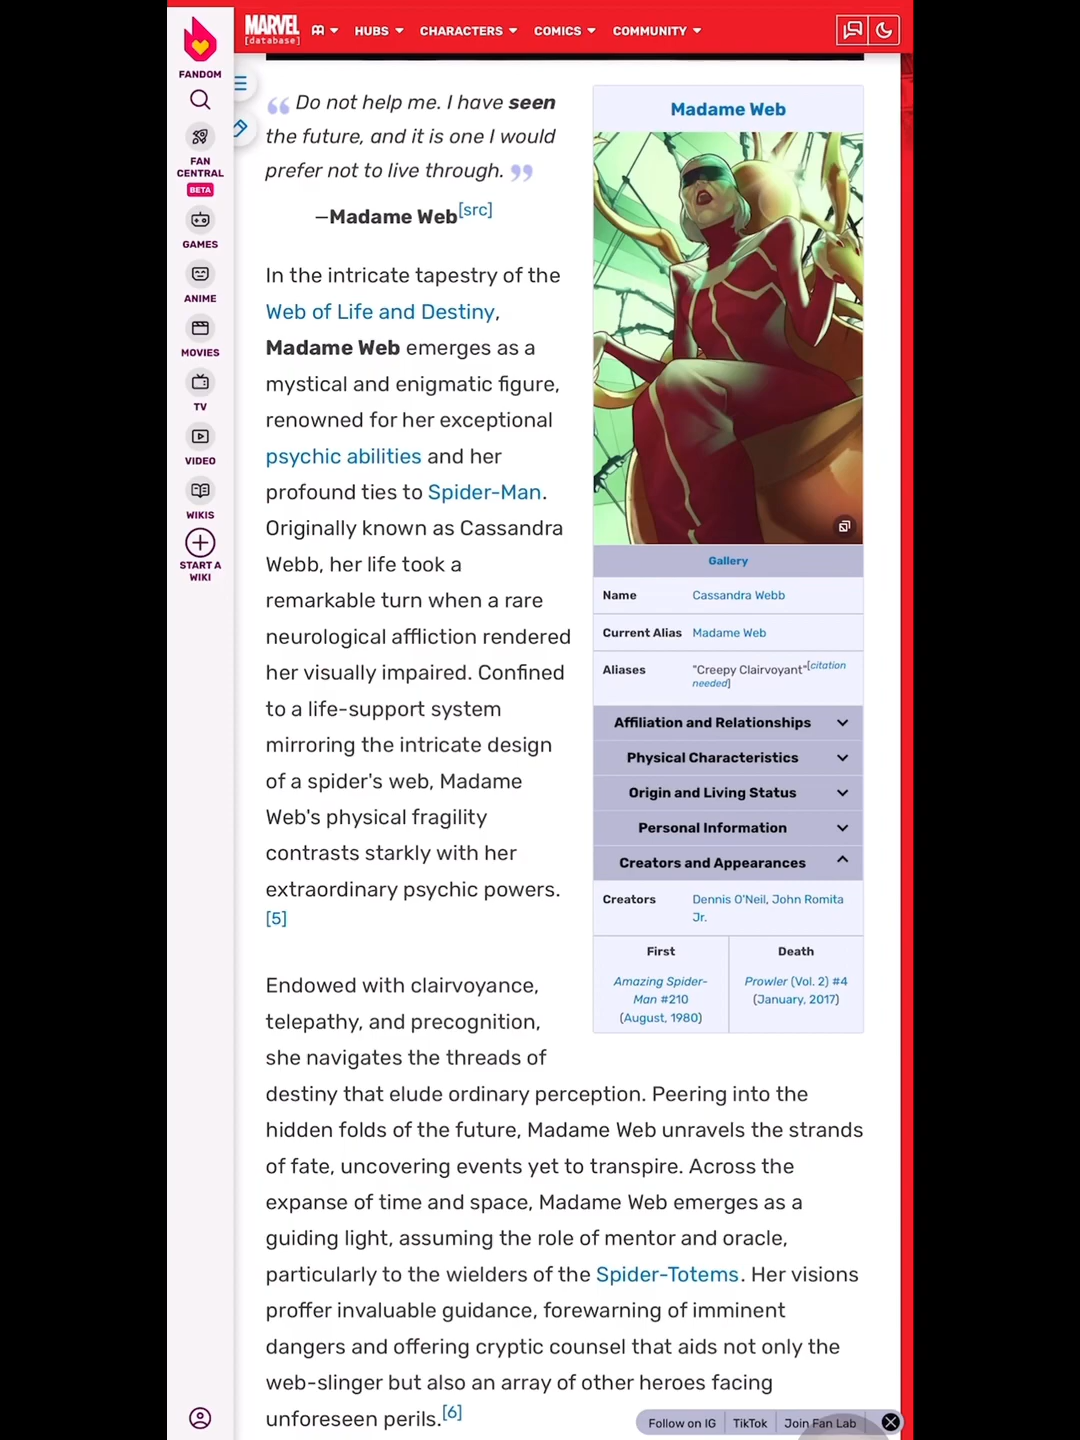 FANDOM
FAN
CENTRAL
BETA
GAMES
ANIME
MOVIES
TV
VIDEO
WIKIS
START A
WIKI
MARVEL
[database]
HUBS
CHARACTERS
COMICS
COMMUNITY
“ Do not help me. I have seen
the future, and it is one I would
prefer not to live through. ”
—Madame Web[src]
In the intricate tapestry of the
Web of Life and Destiny,
Madame Web emerges as a
mystical and enigmatic figure,
renowned for her exceptional
psychic abilities and her
profound ties to Spider-Man.
Originally known as Cassandra
Webb, her life took a
remarkable turn when a rare
neurological affliction rendered
her visually impaired. Confined
to a life-support system
mirroring the intricate design
of a spider's web, Madame
Web's physical fragility
contrasts starkly with her
extraordinary psychic powers.
[5]
Endowed with clairvoyance,
telepathy, and precognition,
she navigates the threads of
destiny that elude ordinary perception. Peering into the
hidden folds of the future, Madame Web unravels the strands
of fate, uncovering events yet to transpire. Across the
expanse of time and space, Madame Web emerges as a
guiding light, assuming the role of mentor and oracle,
particularly to the wielders of the Spider-Totems. Her visions
proffer invaluable guidance, forewarning of imminent
dangers and offering cryptic counsel that aids not only the
web-slinger but also an array of other heroes facing
unforeseen perils.[6]
Madame Web
Gallery
Name Cassandra Webb
Current Alias Madame Web
Aliases "Creepy Clairvoyant"[citation
needed]
Affiliation and Relationships
Physical Characteristics
Origin and Living Status
Personal Information
Creators and Appearances
Creators Dennis O'Neil, John Romita
Jr.
First
Amazing Spider-
Man #210
(August, 1980)
Death
Prowler (Vol. 2) #4
(January, 2017)
Follow on IG TikTok Join Fan Lab